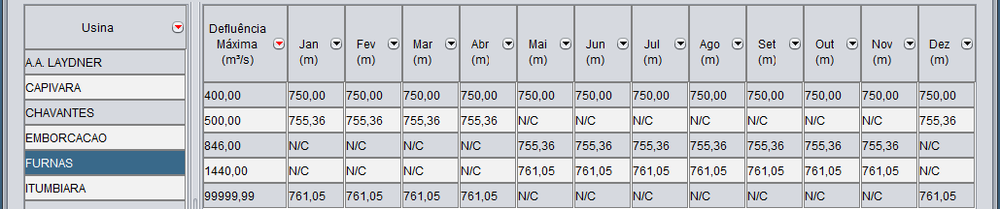 Usina
A.A. LAYDNER
CAPIVARA
CHAVANTES
EMBORCACAO
FURNAS
ITUMBIARA
Defluência Máxima (m³/s) Jan (m) Fev (m) Mar (m) Abr (m) Mai (m) Jun (m) Jul (m) Ago (m) Set (m) Out (m) Nov (m) Dez (m)
400,00 750,00 750,00 750,00 750,00 750,00 750,00 750,00 750,00 750,00 750,00 750,00 750,00
500,00 755,36 755,36 755,36 755,36 N/C N/C N/C N/C N/C N/C N/C 755,36
846,00 N/C N/C N/C N/C 755,36 755,36 755,36 755,36 755,36 755,36 755,36 N/C
1440,00 N/C N/C N/C N/C 761,05 761,05 761,05 761,05 761,05 761,05 761,05 N/C
99999,99 761,05 761,05 761,05 761,05 N/C N/C N/C N/C N/C N/C N/C 761,05